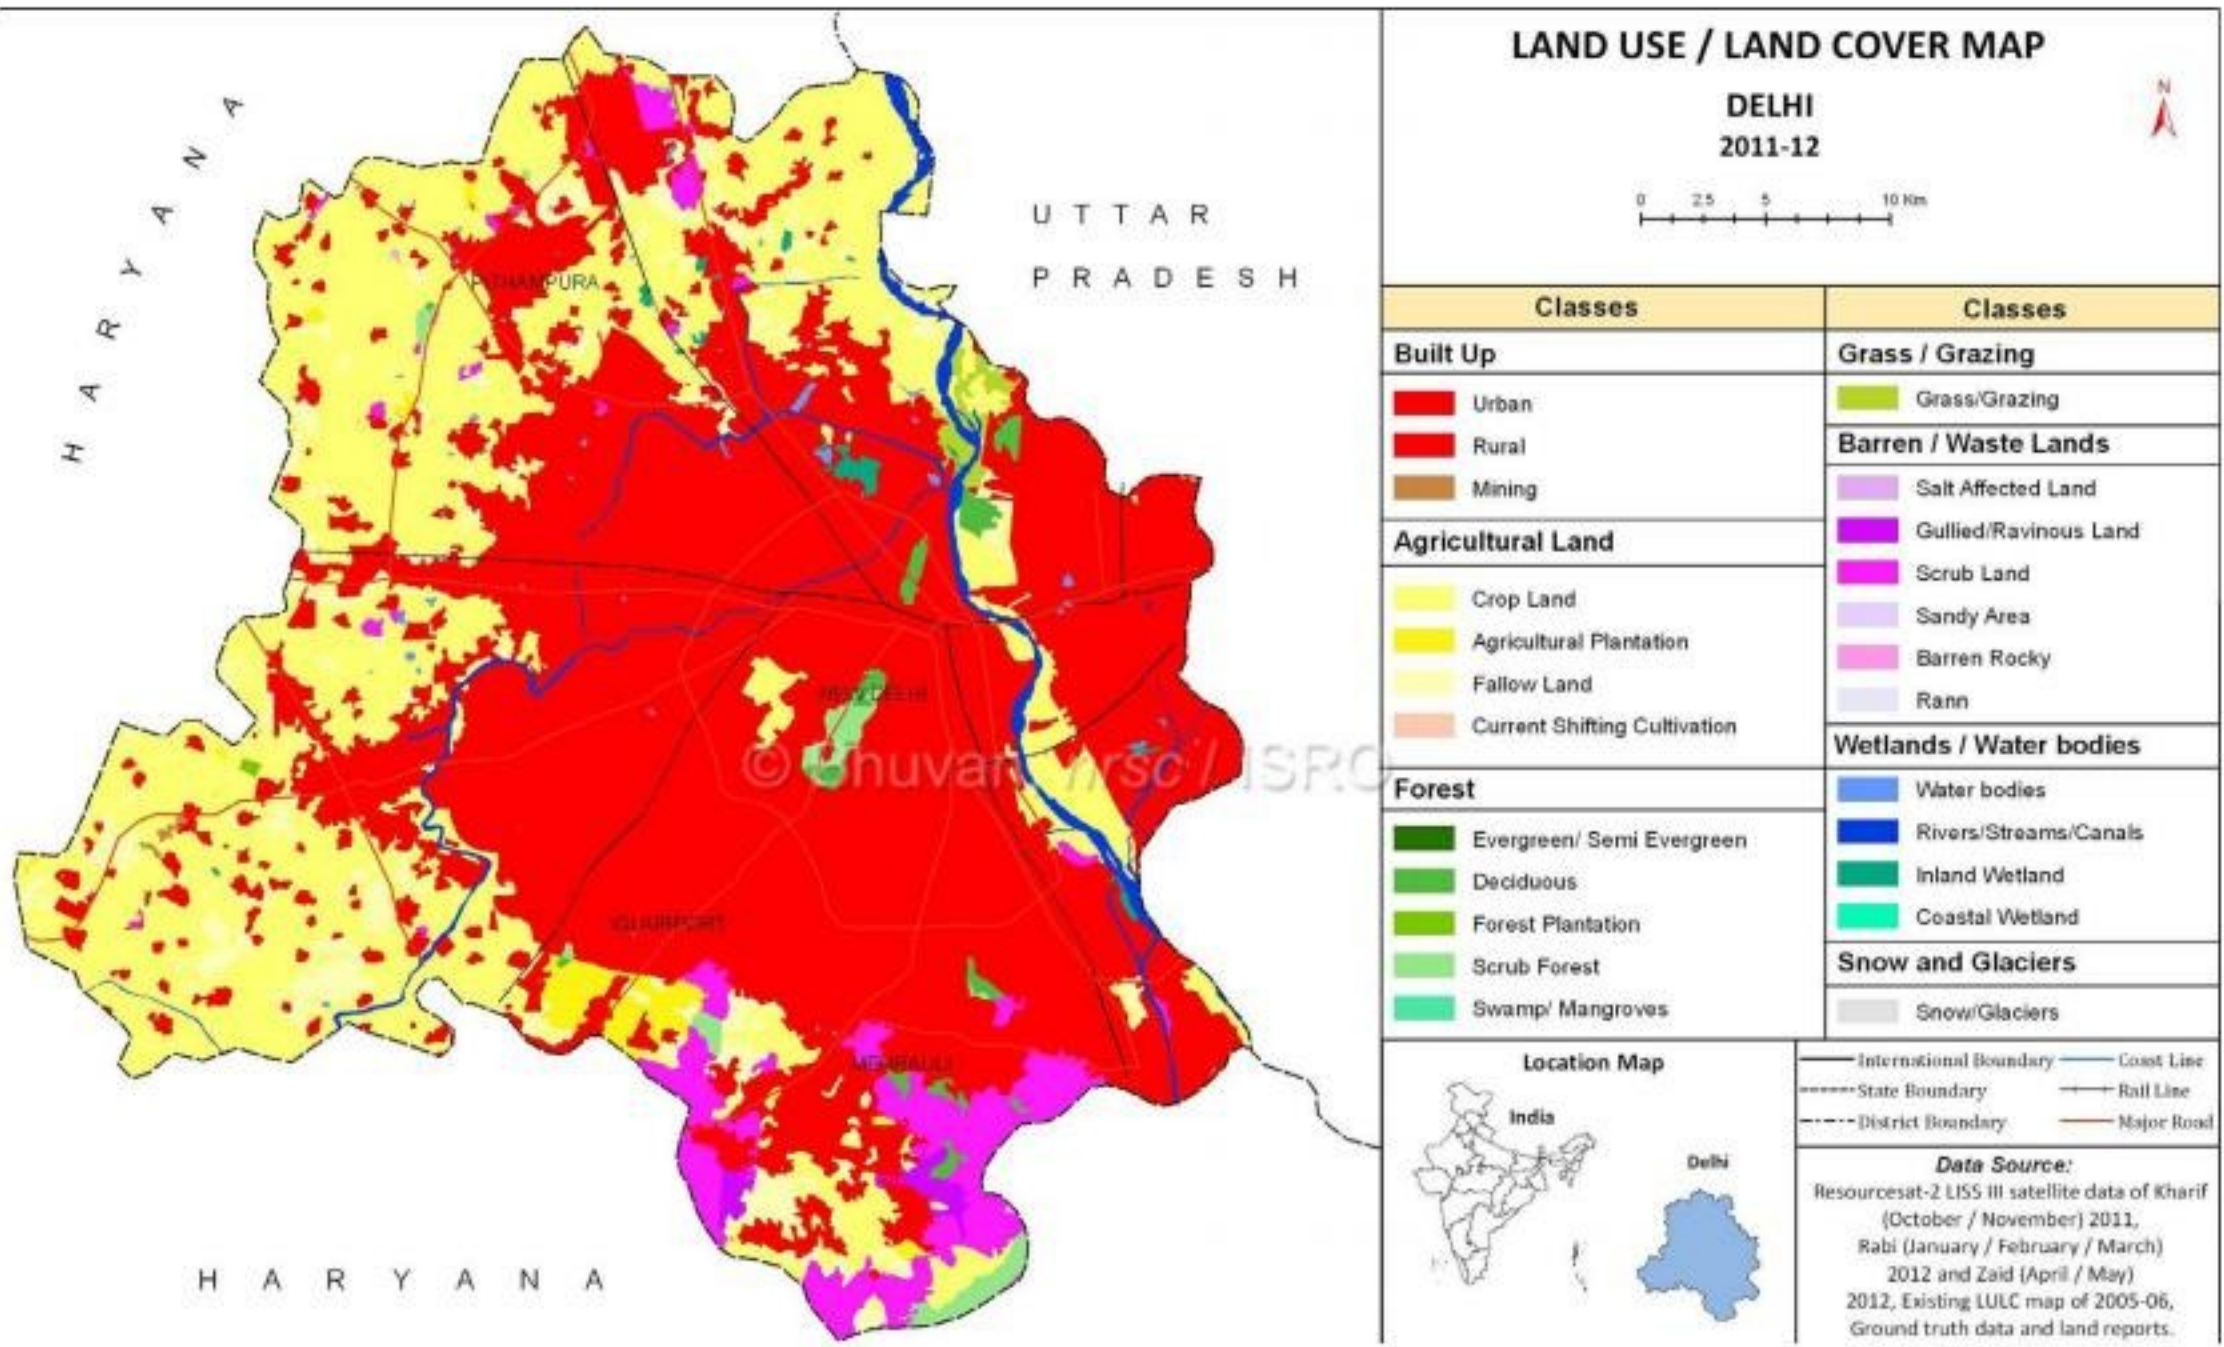 LAND USE / LAND COVER MAP
DELHI
2011-12
N
0 2.5 5 10 Km
HARYANA
UTTAR
PRADESH
PITHAMPURA
NEW DELHI
© Bhuvan, nrsc / ISRO
IGI AIRPORT
MEHRAULI
HARYANA
Classes
Built Up
Urban
Rural
Mining
Agricultural Land
Crop Land
Agricultural Plantation
Fallow Land
Current Shifting Cultivation
Forest
Evergreen/ Semi Evergreen
Deciduous
Forest Plantation
Scrub Forest
Swamp/ Mangroves
Classes
Grass / Grazing
Grass/Grazing
Barren / Waste Lands
Salt Affected Land
Gullied/Ravinous Land
Scrub Land
Sandy Area
Barren Rocky
Rann
Wetlands / Water bodies
Water bodies
Rivers/Streams/Canals
Inland Wetland
Coastal Wetland
Snow and Glaciers
Snow/Glaciers
Location Map
India
Delhi
International Boundary Coast Line
State Boundary Rail Line
District Boundary Major Road
Data Source:
Resourcesat-2 LISS III satellite data of Kharif
(October / November) 2011,
Rabi (January / February / March)
2012 and Zaid (April / May)
2012, Existing LULC map of 2005-06,
Ground truth data and land reports.